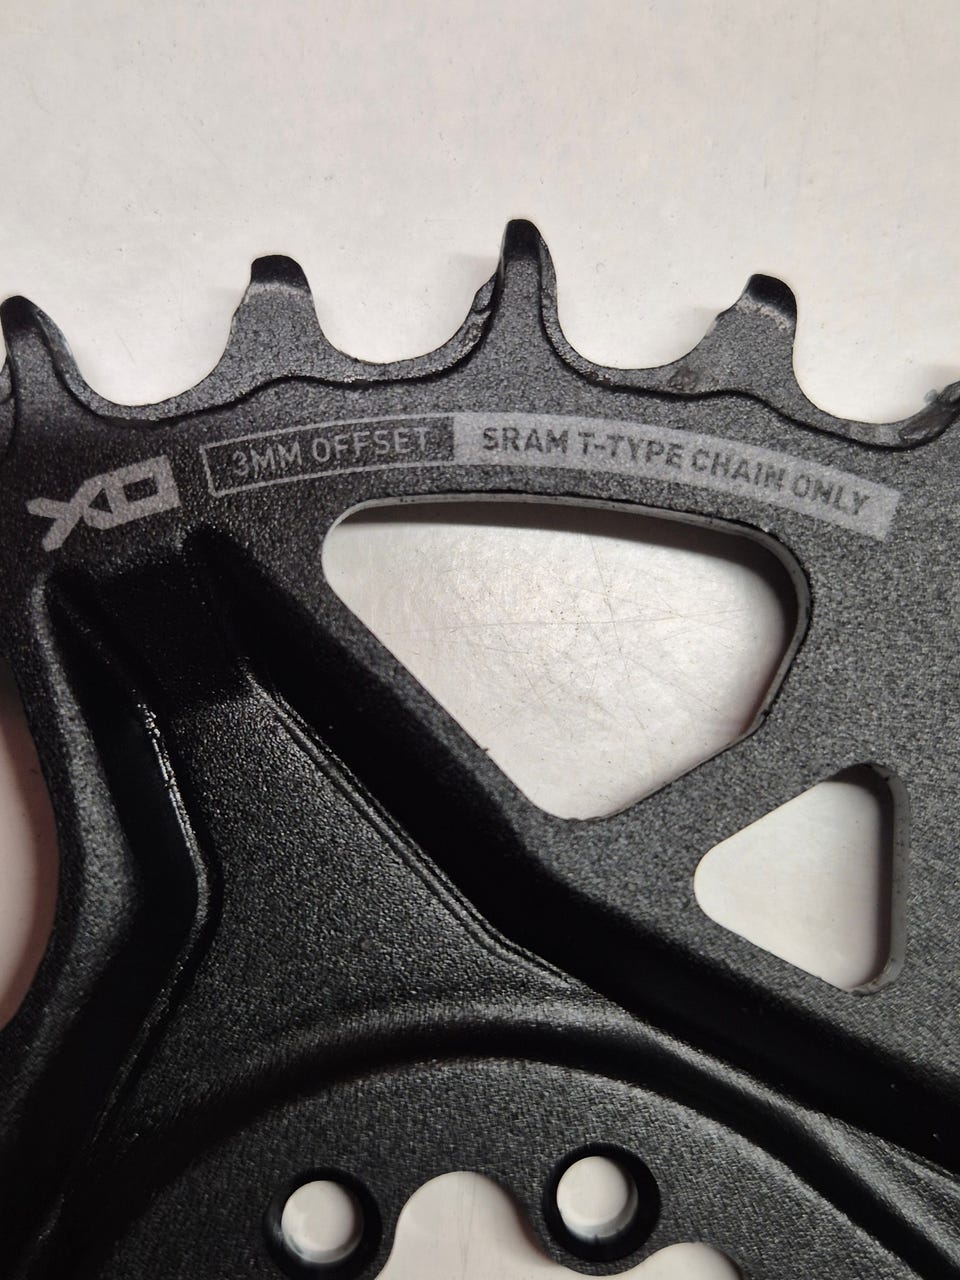 XO
3MM OFFSET SRAM T-TYPE CHAIN ONLY